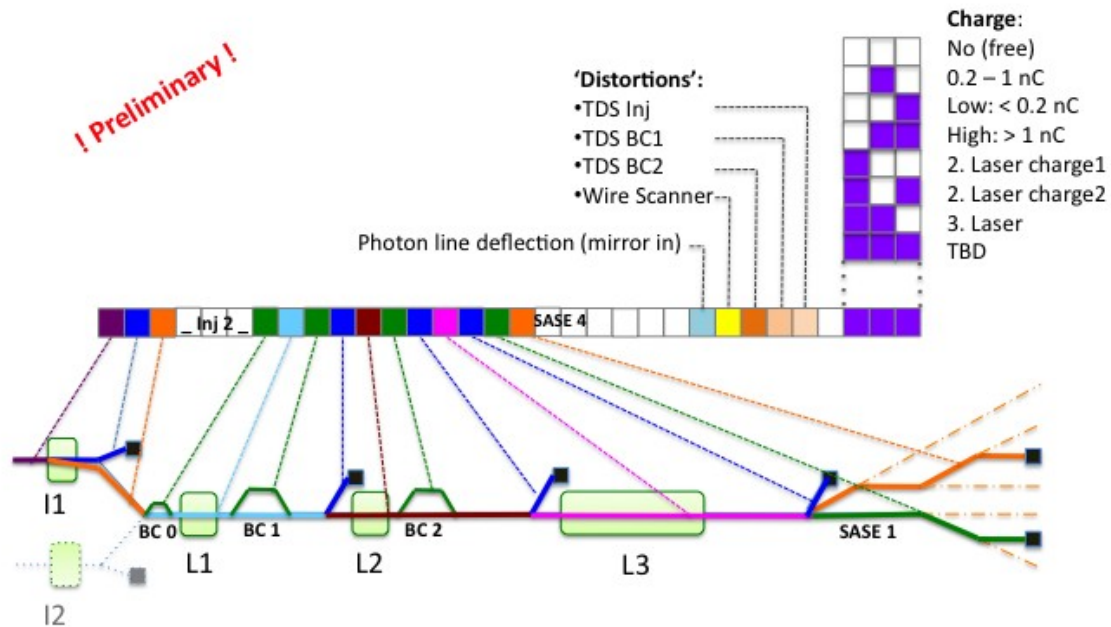 ! Preliminary !
Charge:
No (free)
0.2 – 1 nC
Low: < 0.2 nC
High: > 1 nC
2. Laser charge1
2. Laser charge2
3. Laser
TBD
'Distortions':
•TDS Inj
•TDS BC1
•TDS BC2
•Wire Scanner
Photon line deflection (mirror in)
_ Inj 2 _
SASE 4
I1
BC 0
L1
BC 1
L2
BC 2
L3
SASE 1
I2